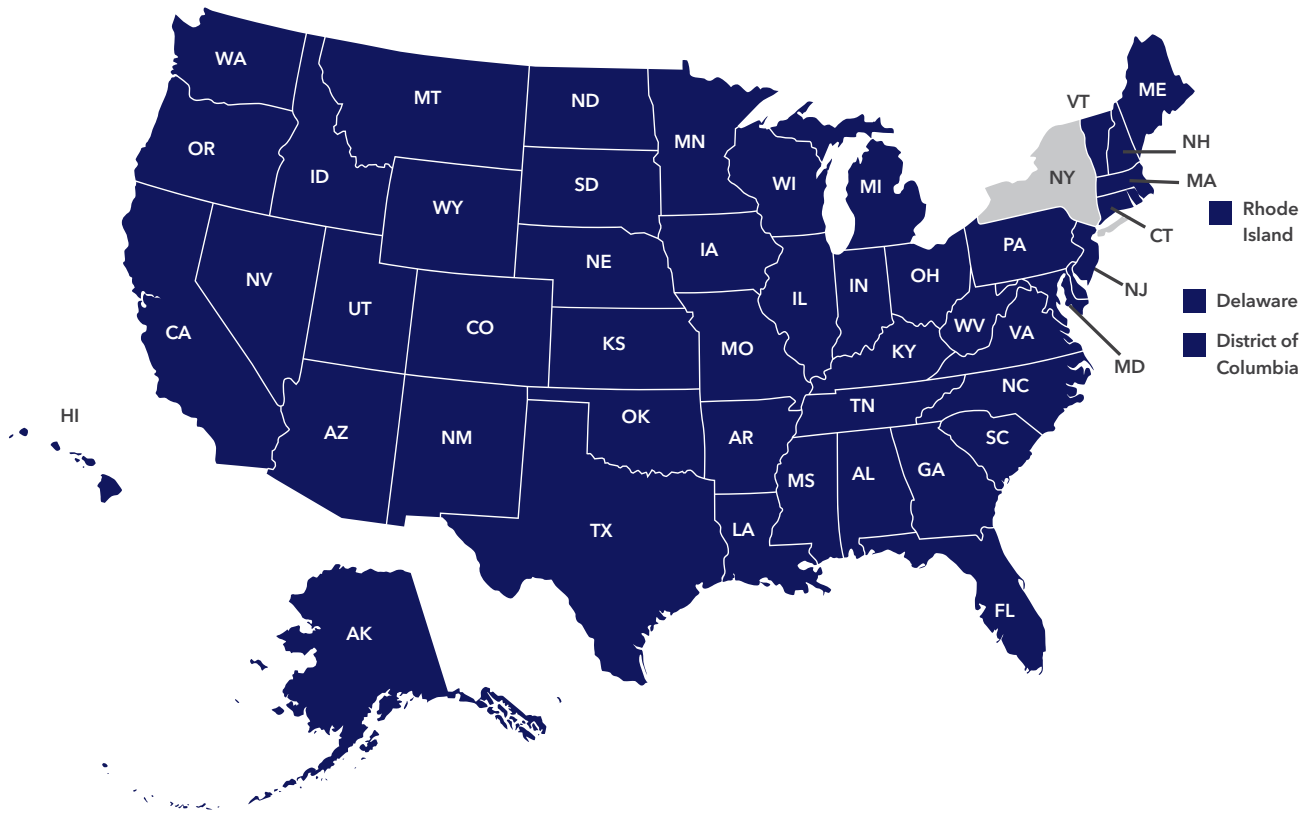 WA
MT
ND
MN
ME
VT
OR
ID
SD
WI
MI
NY
NH
MA
WY
Rhode
Island
CT
IA
NE
PA
NV
UT
CO
IL
IN
OH
NJ
Delaware
CA
KS
MO
KY
WV
VA
District of
Columbia
MD
HI
AZ
NM
OK
AR
TN
NC
SC
MS
AL
GA
TX
LA
FL
AK